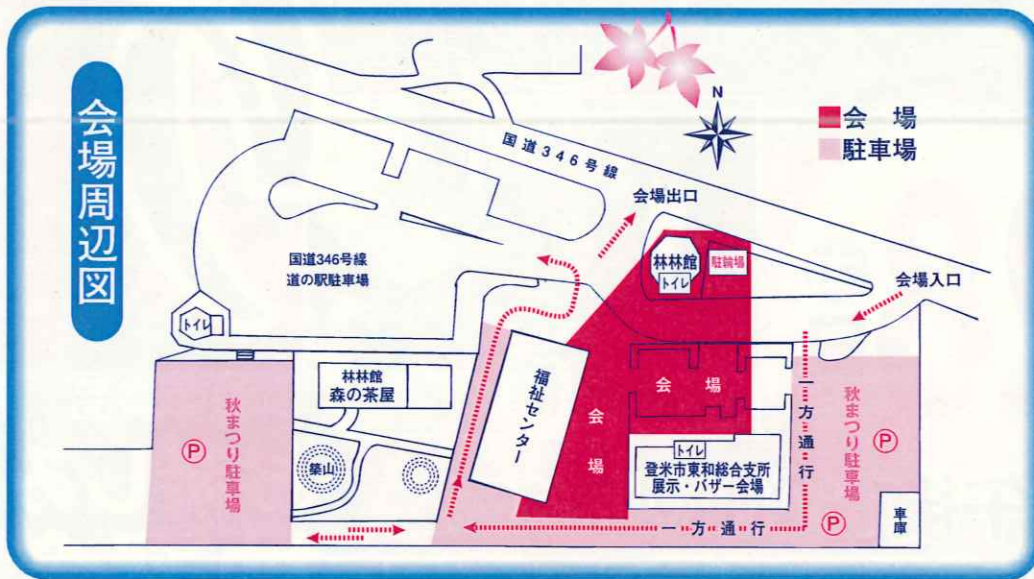 会場周辺図
N
会場
駐車場
国道346号線
会場出口
国道346号線
道の駅駐車場
林林館
トイレ
駐輪場
会場入口
トイレ
林林館
森の茶屋
福祉センター
会場
会場
一方通行
秋まつり駐車場
P
秋まつり駐車場
P
築山
トイレ
登米市東和総合支所
展示・バザー会場
P
車庫
一方通行